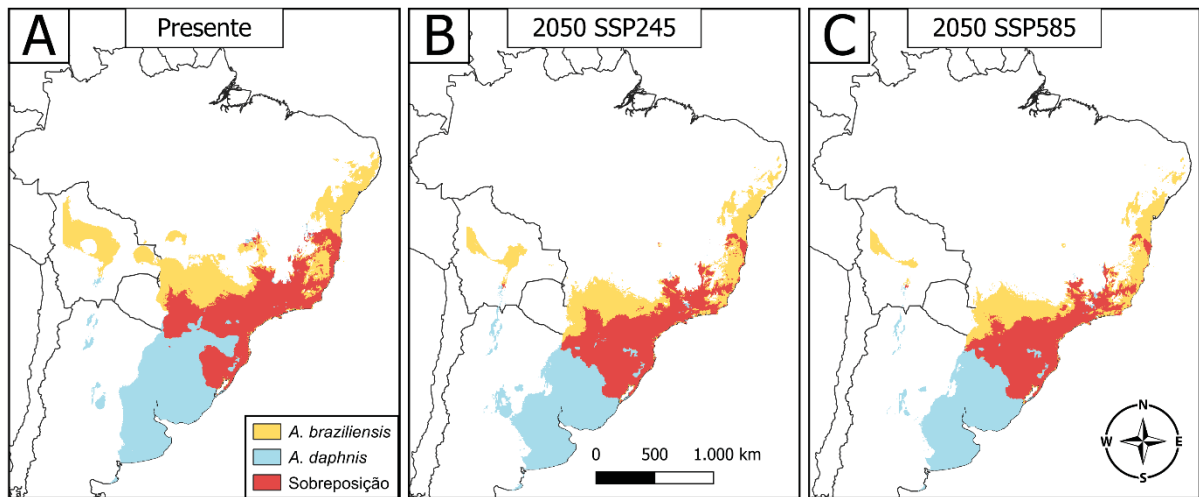 A
Presente
B
2050 SSP245
C
2050 SSP585
A. braziliensis
A. daphnis
Sobreposição
0 500 1.000 km
N
W E
S